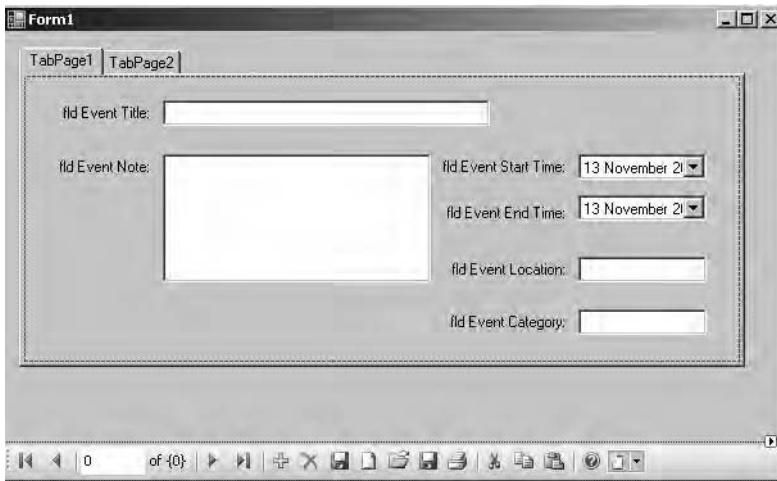 Form1
TabPage1 TabPage2
fld Event Title:
fld Event Note:
fld Event Start Time: 13 November 2
fld Event End Time: 13 November 2
fld Event Location:
fld Event Category:
0 of {0}